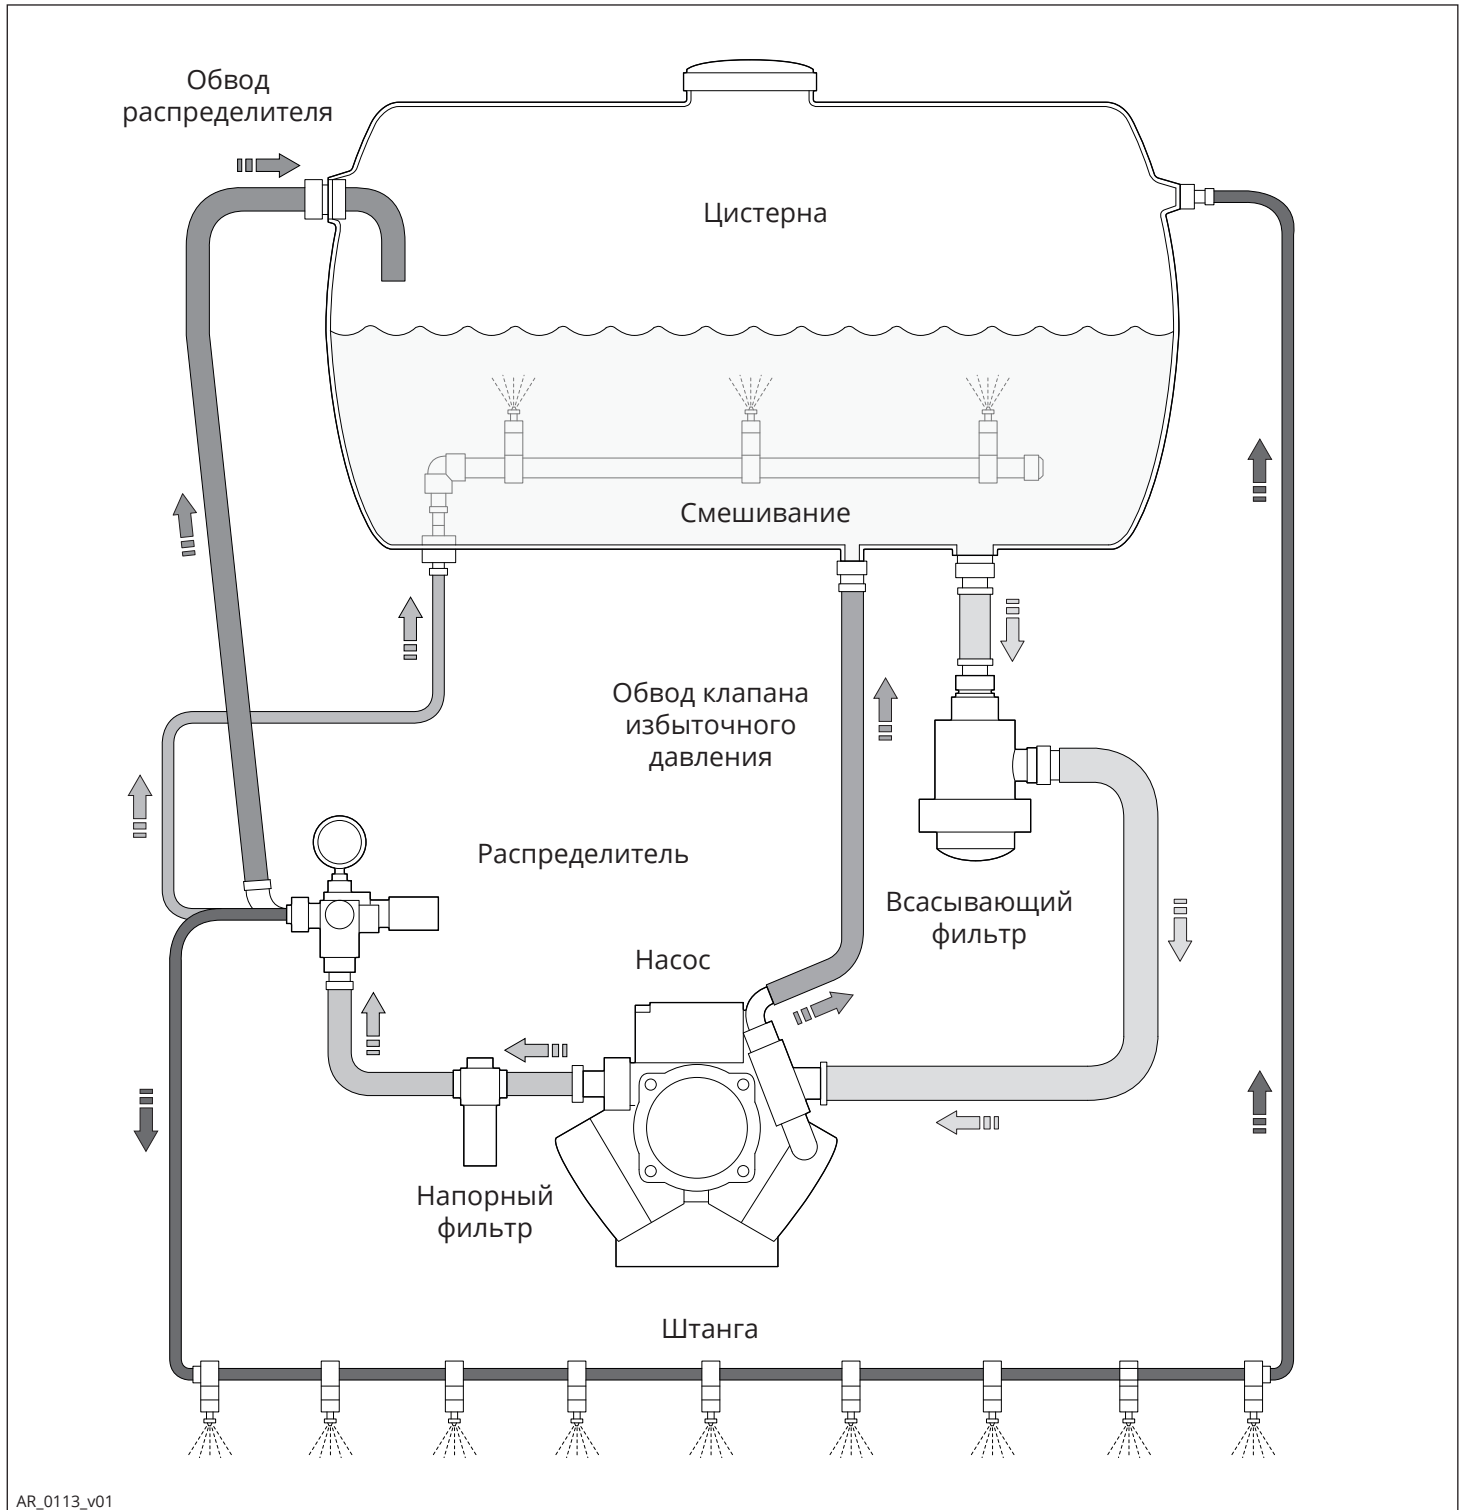 Обвод
распределителя
Цистерна
Смешивание
Обвод клапана
избыточного
давления
Распределитель
Всасывающий
фильтр
Насос
Напорный
фильтр
Штанга
AR_0113_v01